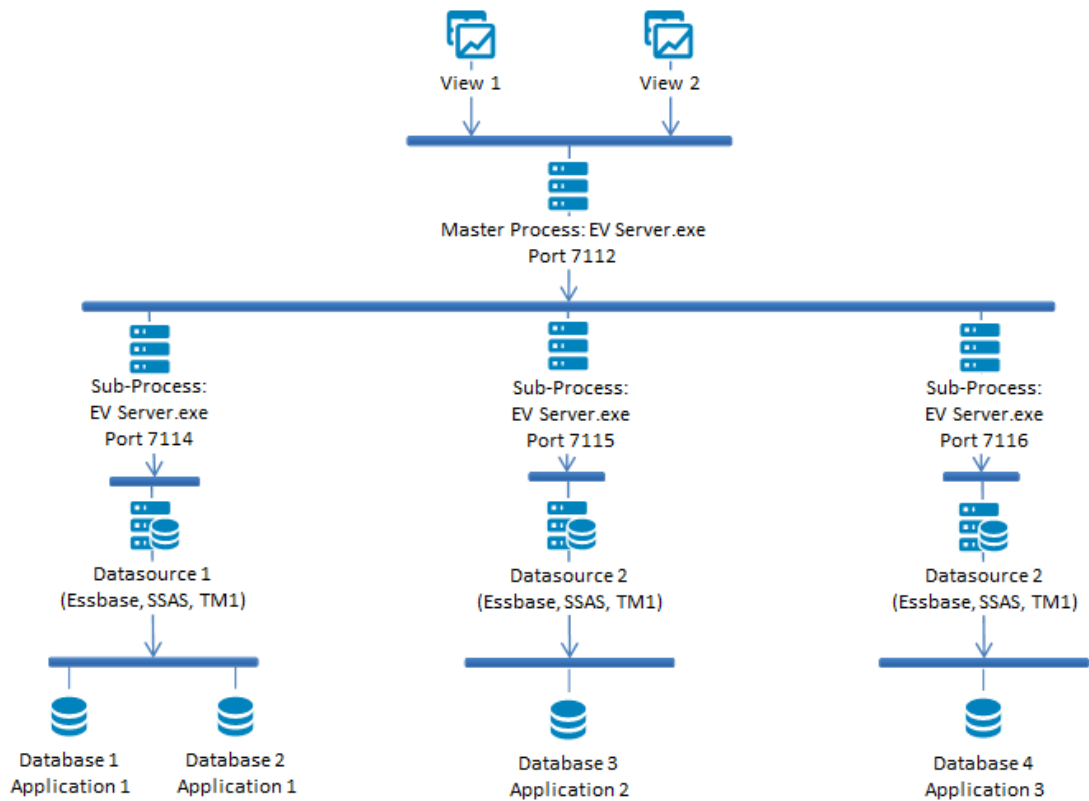 View 1
View 2
Master Process: EV Server.exe
Port 7112
Sub-Process:
EV Server.exe
Port 7114
Sub-Process:
EV Server.exe
Port 7115
Sub-Process:
EV Server.exe
Port 7116
Datasource 1
(Essbase, SSAS, TM1)
Datasource 2
(Essbase, SSAS, TM1)
Datasource 2
(Essbase, SSAS, TM1)
Database 1
Application 1
Database 2
Application 1
Database 3
Application 2
Database 4
Application 3